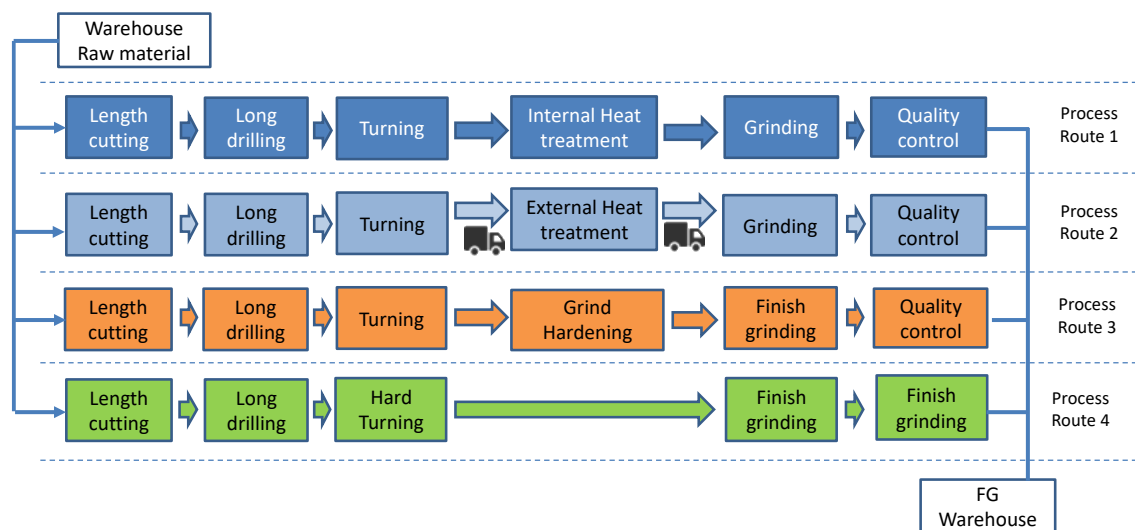 Warehouse
Raw material
Length
cutting
Long
drilling
Turning
Internal Heat
treatment
Grinding
Quality
control
Process
Route 1
Length
cutting
Long
drilling
Turning
External Heat
treatment
Grinding
Quality
control
Process
Route 2
Length
cutting
Long
drilling
Turning
Grind
Hardening
Finish
grinding
Quality
control
Process
Route 3
Length
cutting
Long
drilling
Hard
Turning
Finish
grinding
Finish
grinding
Process
Route 4
FG
Warehouse